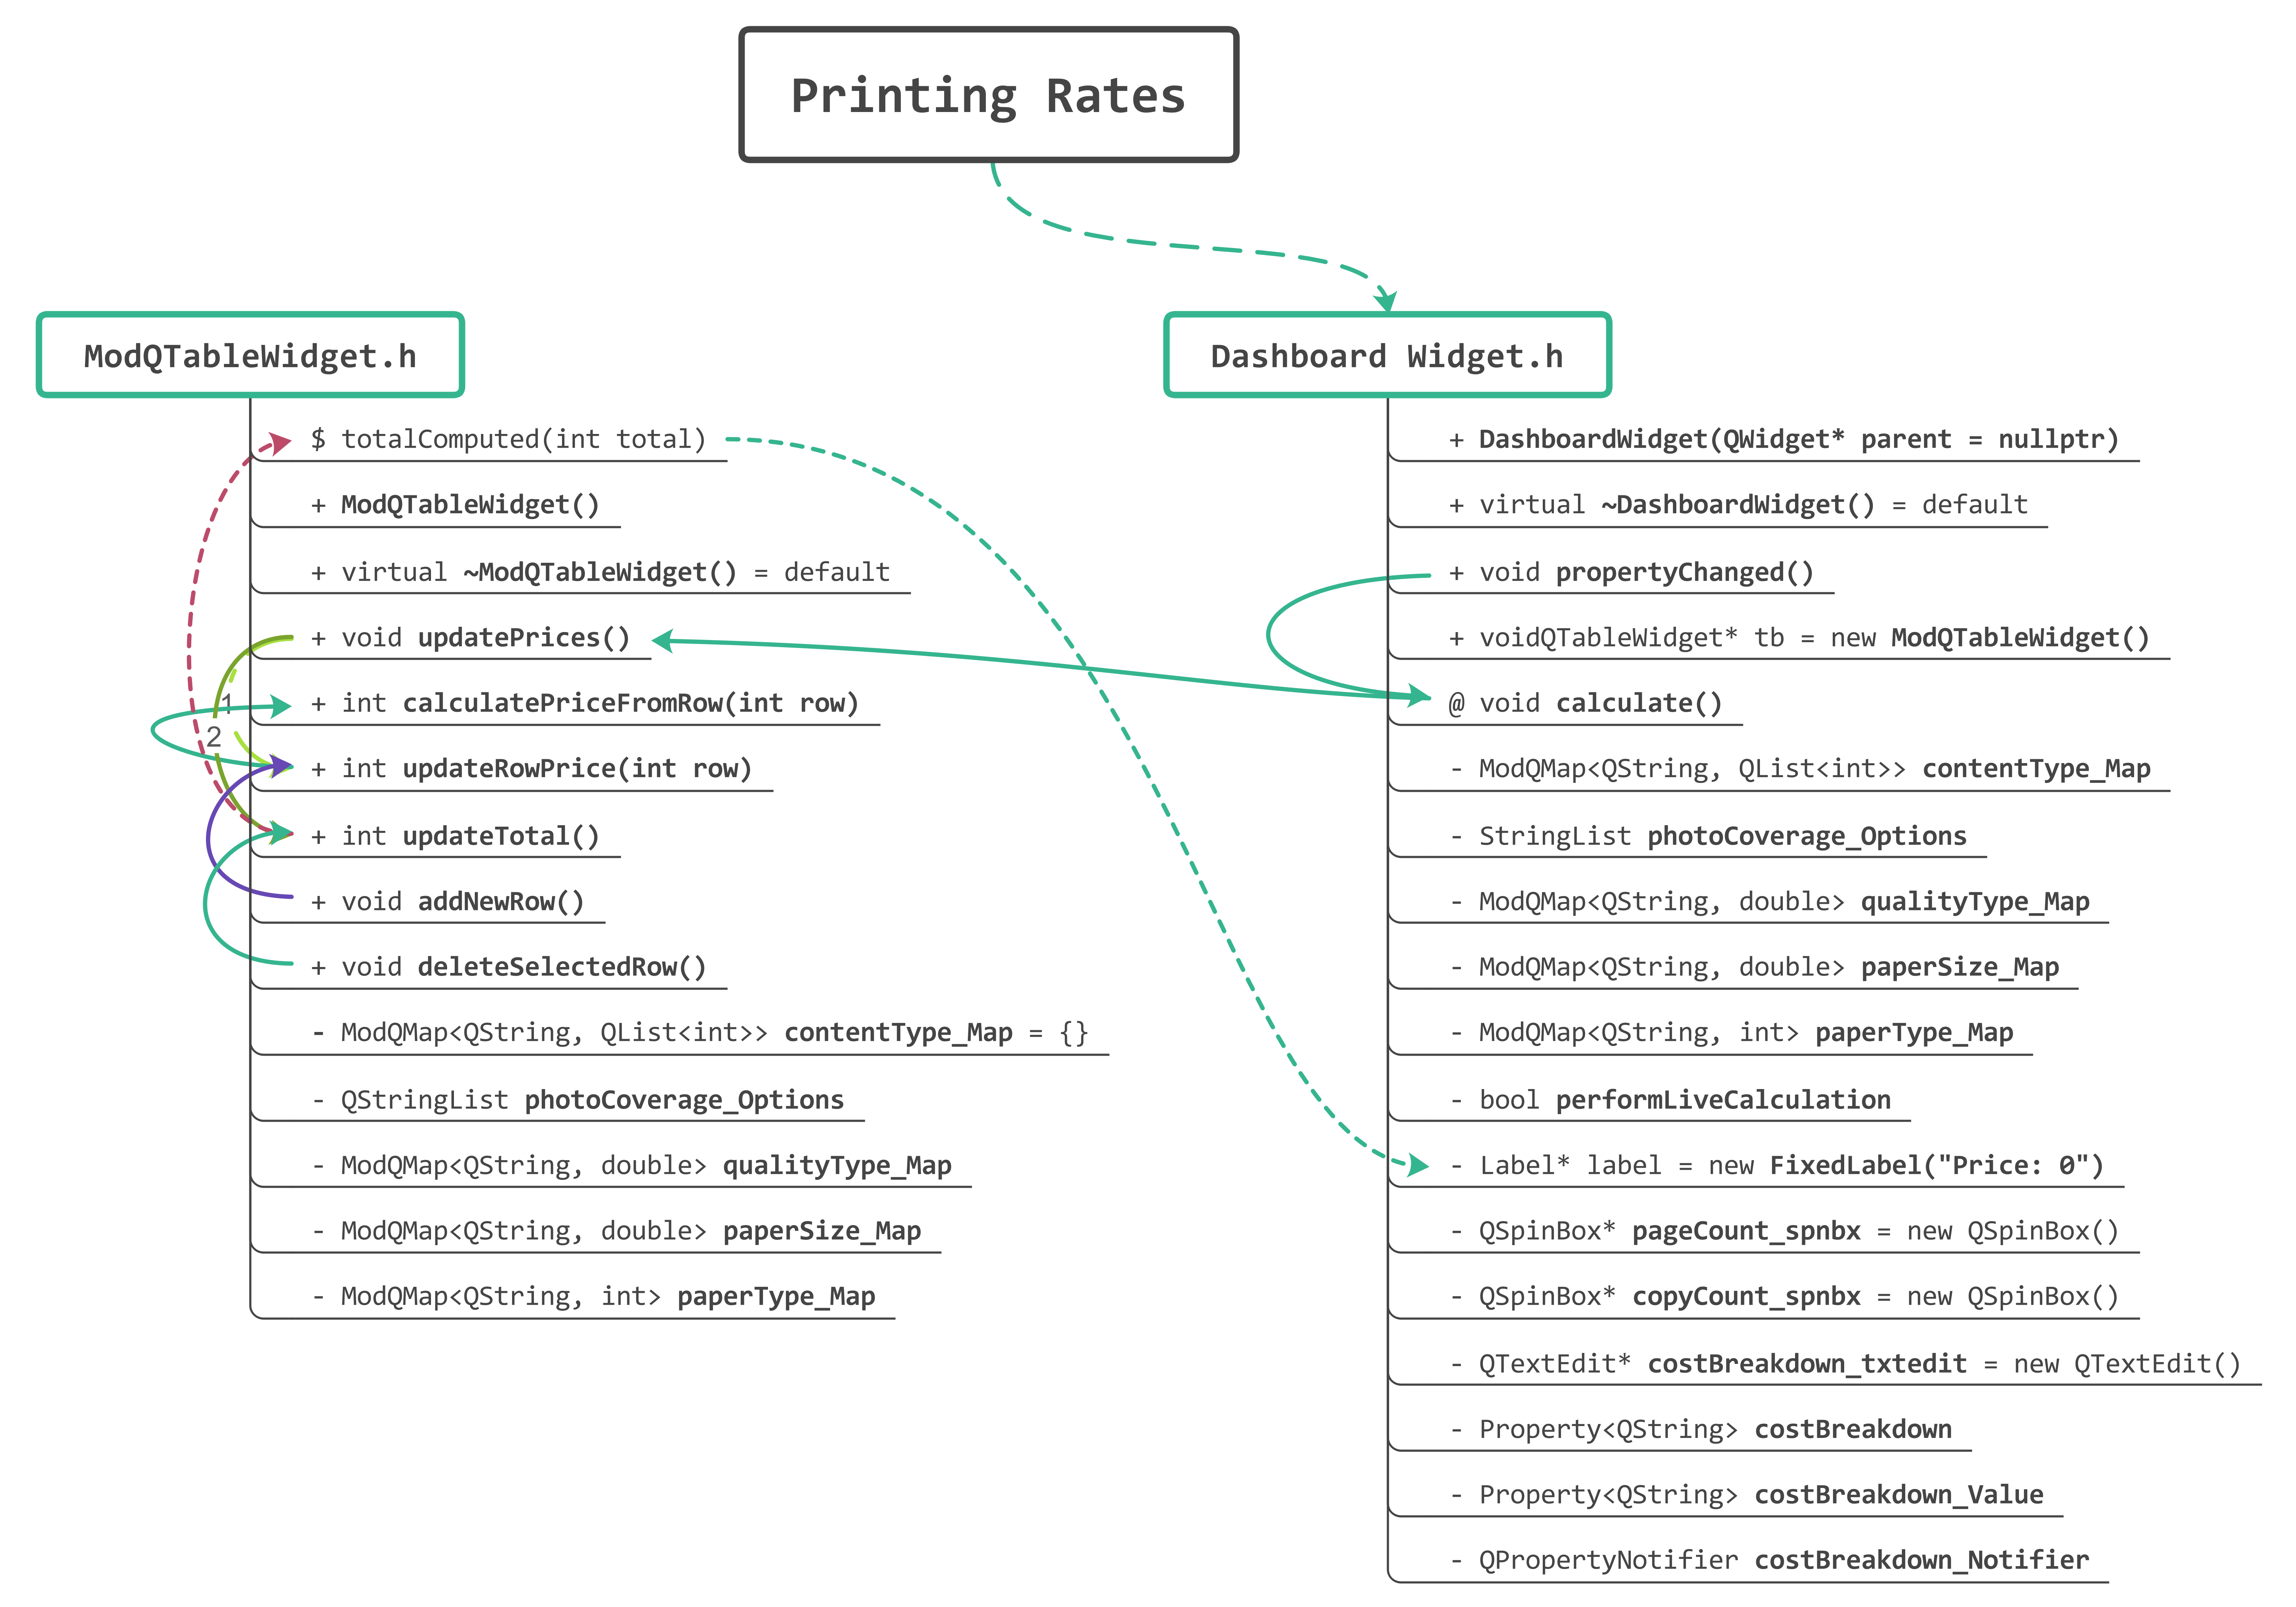 Printing Rates
ModQTableWidget.h
$ totalComputed(int total)
+ ModQTableWidget()
+ virtual ~ModQTableWidget() = default
+ void updatePrices()
+ int calculatePriceFromRow(int row)
1
2
+ int updateRowPrice(int row)
+ int updateTotal()
+ void addNewRow()
+ void deleteSelectedRow()
- ModQMap<QString, QList<int>> contentType_Map = {}
- QStringList photoCoverage_Options
- ModQMap<QString, double> qualityType_Map
- ModQMap<QString, double> paperSize_Map
- ModQMap<QString, int> paperType_Map
Dashboard Widget.h
+ DashboardWidget(QWidget* parent = nullptr)
+ virtual ~DashboardWidget() = default
+ void propertyChanged()
+ voidQTableWidget* tb = new ModQTableWidget()
@ void calculate()
- ModQMap<QString, QList<int>> contentType_Map
- StringList photoCoverage_Options
- ModQMap<QString, double> qualityType_Map
- ModQMap<QString, double> paperSize_Map
- ModQMap<QString, int> paperType_Map
- bool performLiveCalculation
- Label* label = new FixedLabel("Price: 0")
- QSpinBox* pageCount_spnbx = new QSpinBox()
- QSpinBox* copyCount_spnbx = new QSpinBox()
- QTextEdit* costBreakdown_txtedit = new QTextEdit()
- Property<QString> costBreakdown
- Property<QString> costBreakdown_Value
- QPropertyNotifier costBreakdown_Notifier